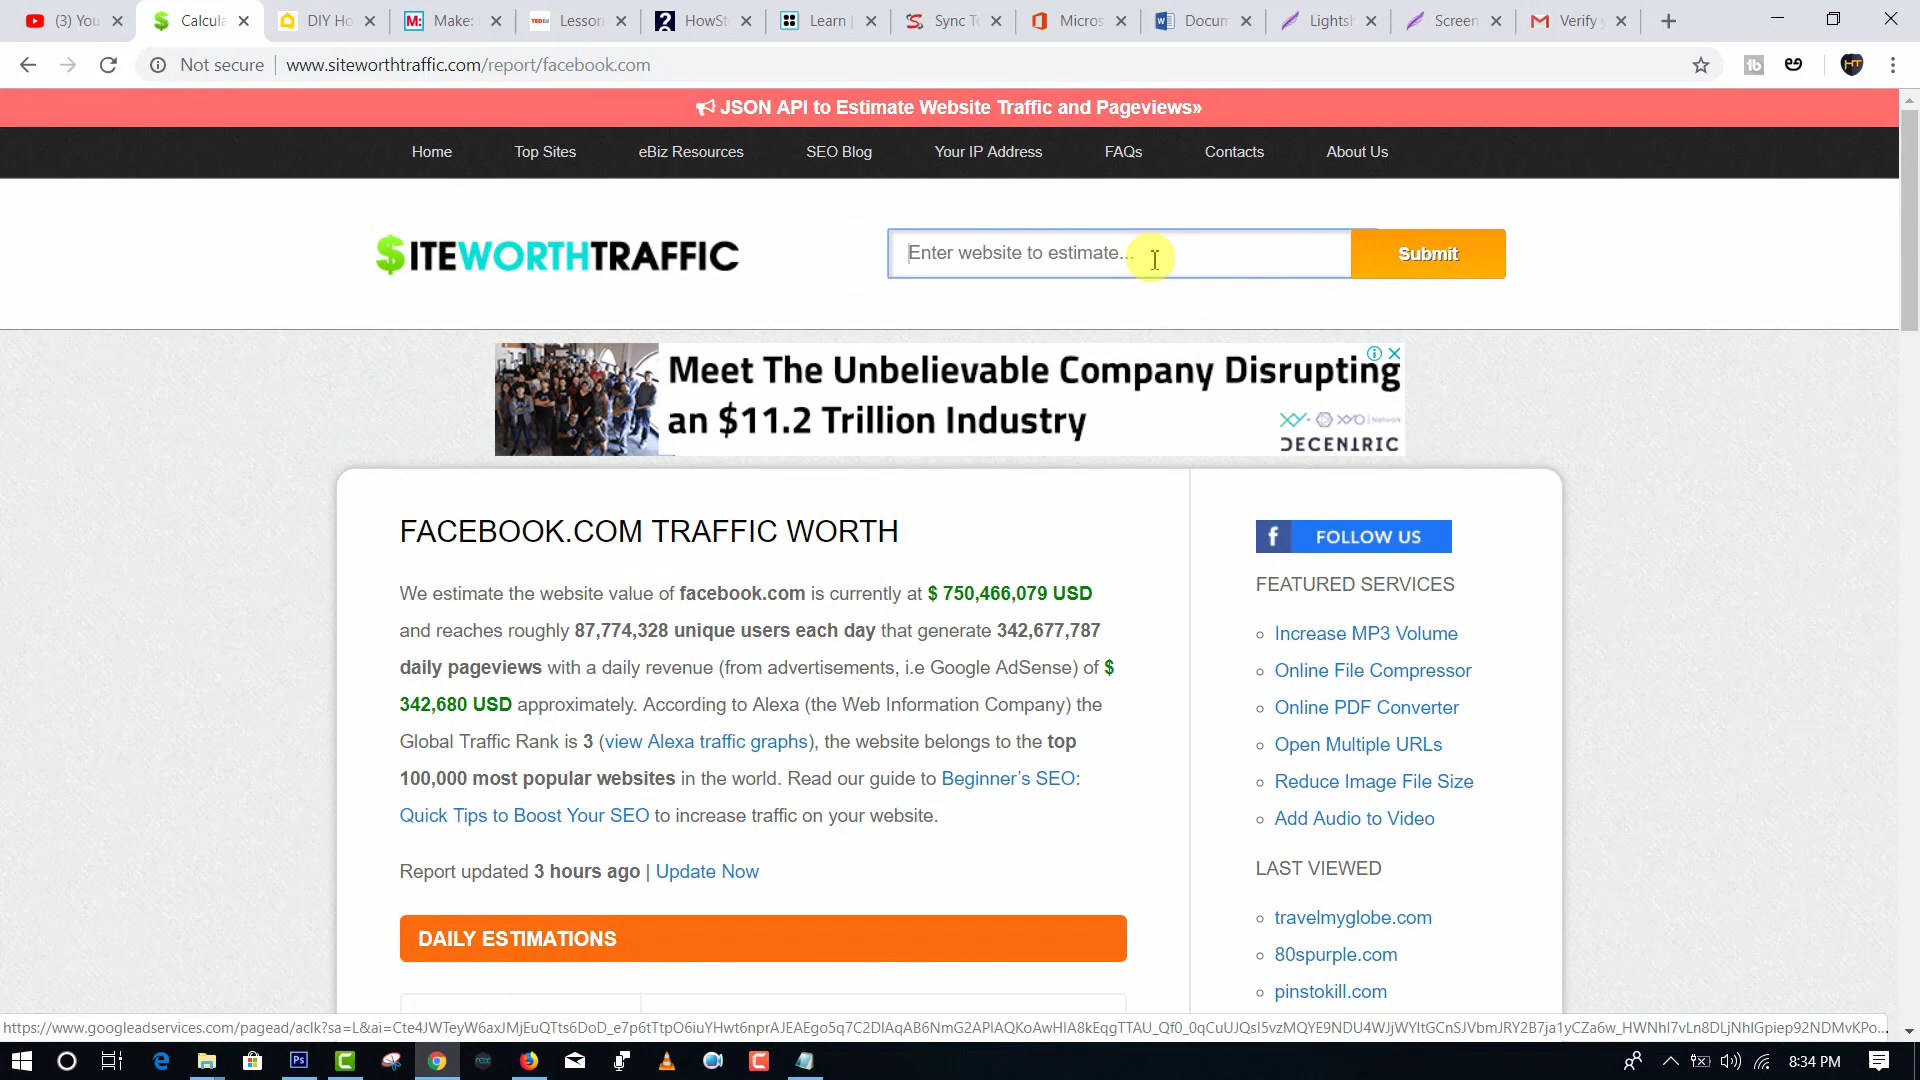 (3) You
Calcula
DIY Ho
M: Make:
TED Ed Lesson
? HowSt
Learn |
Sync Te
Micros
Docum
Lightsh
Screen
Verify y
Not secure www.siteworthtraffic.com/report/facebook.com
JSON API to Estimate Website Traffic and Pageviews»
Home Top Sites eBiz Resources SEO Blog Your IP Address FAQs Contacts About Us
$ITEWORTHTRAFFIC
Enter website to estimate... Submit
Meet The Unbelievable Company Disrupting
an $11.2 Trillion Industry
XYO Network
DECENTRIC
FACEBOOK.COM TRAFFIC WORTH
We estimate the website value of facebook.com is currently at $ 750,466,079 USD
and reaches roughly 87,774,328 unique users each day that generate 342,677,787
daily pageviews with a daily revenue (from advertisements, i.e Google AdSense) of $
342,680 USD approximately. According to Alexa (the Web Information Company) the
Global Traffic Rank is 3 (view Alexa traffic graphs), the website belongs to the top
100,000 most popular websites in the world. Read our guide to Beginner's SEO:
Quick Tips to Boost Your SEO to increase traffic on your website.
Report updated 3 hours ago | Update Now
DAILY ESTIMATIONS
f FOLLOW US
FEATURED SERVICES
Increase MP3 Volume
Online File Compressor
Online PDF Converter
Open Multiple URLs
Reduce Image File Size
Add Audio to Video
LAST VIEWED
travelmyglobe.com
80spurple.com
pinstokill.com
8:34 PM